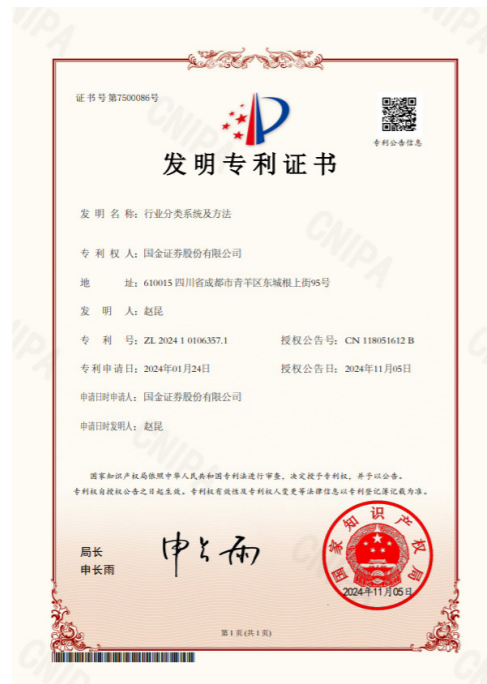 证书号第7500086号
专利公告信息
发明专利证书
发 明 名 称：行业分类系统及方法
专 利 权 人：国金证券股份有限公司
地 址：610015 四川省成都市青羊区东城根上街95号
发 明 人：赵昆
专 利 号：ZL 2024 1 0106357.1 授权公告号：CN 118051612 B
专利申请日：2024年01月24日 授权公告日：2024年11月05日
申请日时申请人：国金证券股份有限公司
申请日时发明人：赵昆
国家知识产权局依照中华人民共和国专利法进行审查，决定授予专利权，并予以公告。
专利权自授权公告之日起生效。专利权有效性及专利权人变更等法律信息以专利登记簿记载为准。
局长
申长雨
申长雨
国家知识产权局
2024年11月05日
第 1 页 (共 1 页)
CNIPA